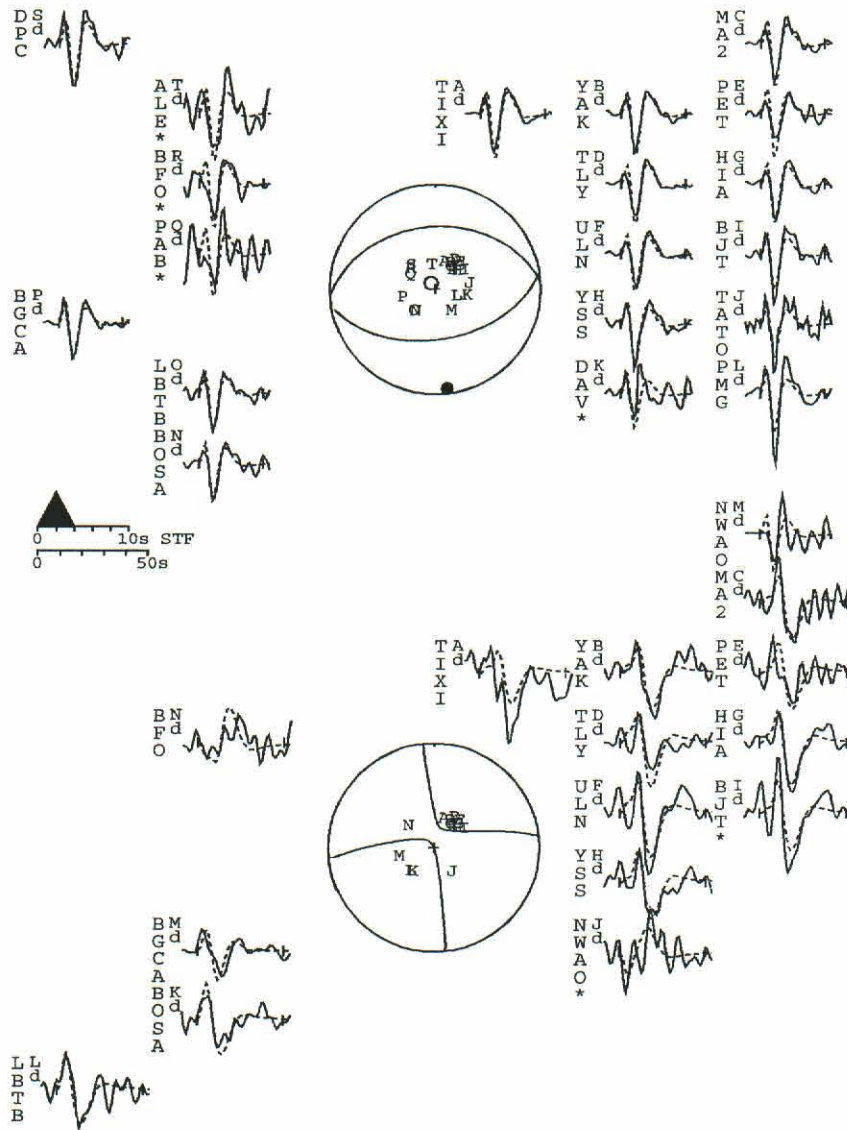 DPC S d
MA2 C d
ALE* T d
TIXI A d
YAK B d
PET E d
BFO* R d
TLY D d
HIA G d
PAB* Q d
ULN F d
BJT I d
BGCA P d
YSS H d
TATO J d
LBTB O d
DAV* K d
PMG L d
BOSA N d
S T A
Q J
P N L K M
0 10s STF
0 50s
NWAO M d
MA2 C d
TIXI A d
YAK B d
PET E d
BFO N d
TLY D d
HIA G d
ULN F d
BJT* I d
N A
M K J
YSS H d
BGCA M d
NWAO* J d
BOSA K d
LBTB L d